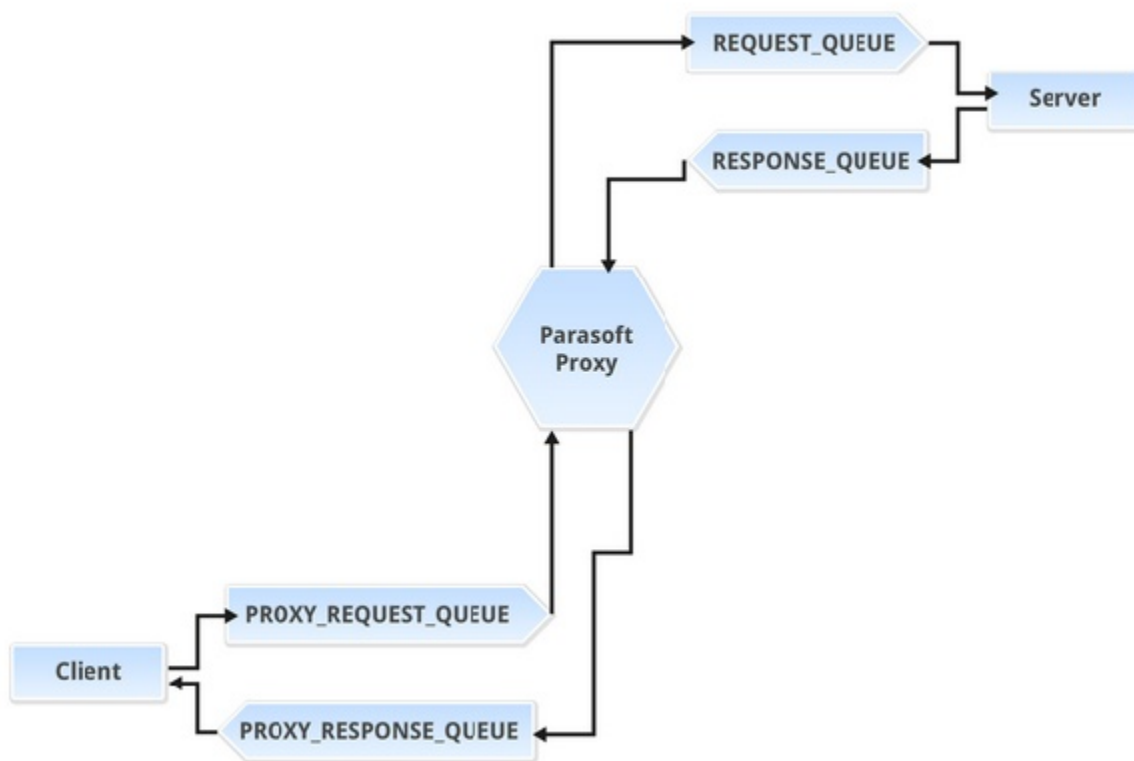 REQUEST_QUEUE
Server
RESPONSE_QUEUE
Parasoft
Proxy
PROXY_REQUEST_QUEUE
Client
PROXY_RESPONSE_QUEUE